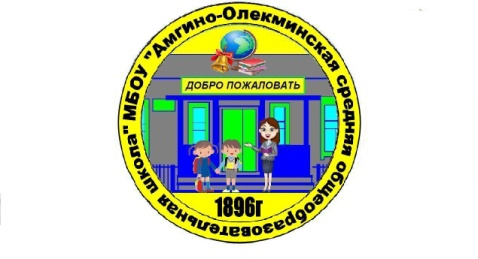 МБОУ "Амгино-Олекминская средняя общеобразовательная школа"
ДОБРО ПОЖАЛОВАТЬ
1896г